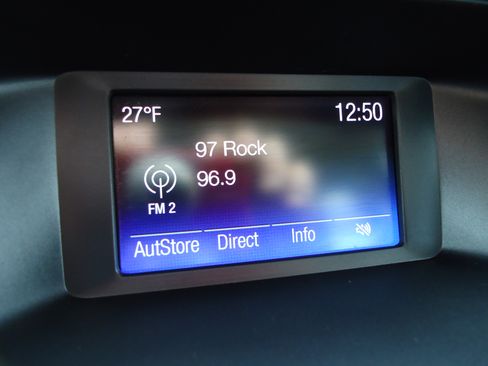 27°F 12:50
97 Rock
96.9
FM 2
AutStore Direct Info